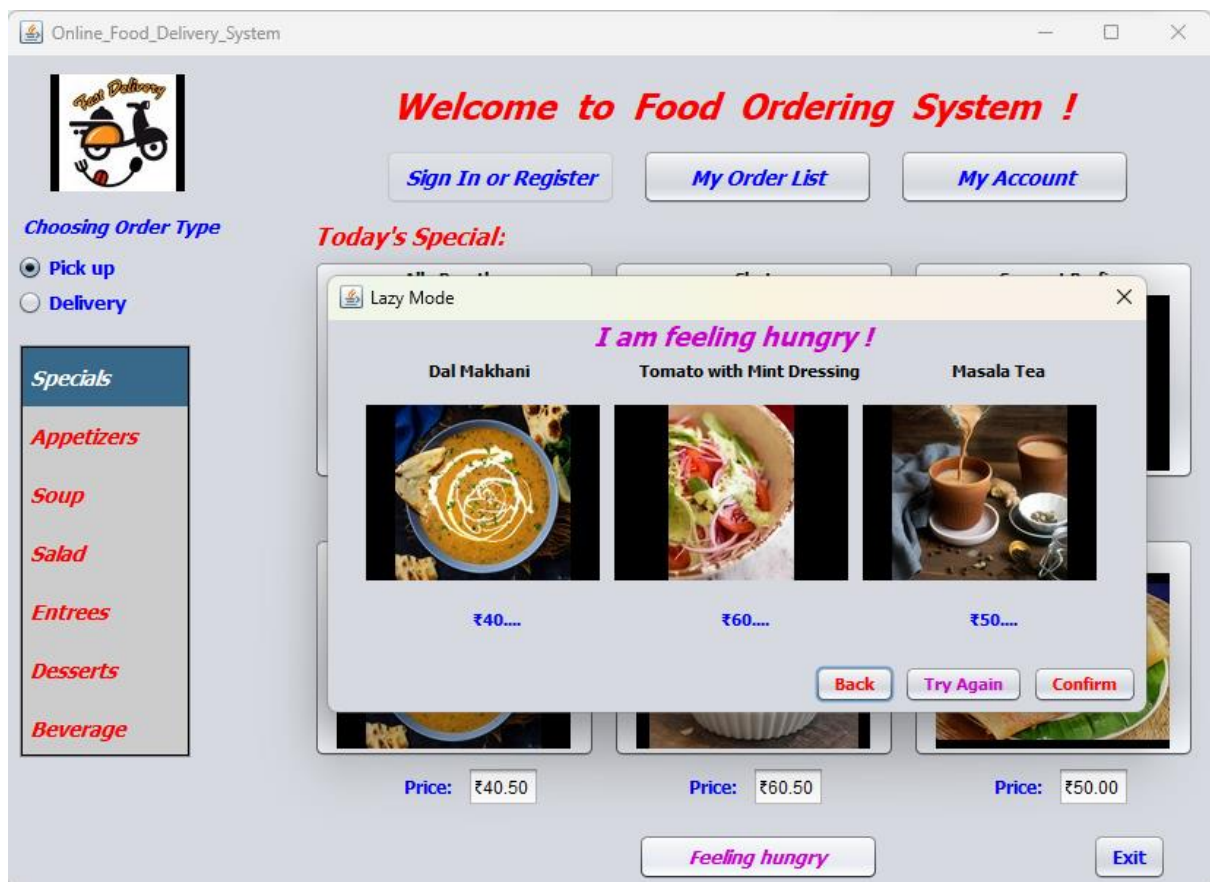 Online_Food_Delivery_System
Fast Delivery
Welcome to Food Ordering System !
Sign In or Register My Order List My Account
Choosing Order Type
Today's Special:
Pick up
Delivery
Lazy Mode
I am feeling hungry !
Dal Makhani Tomato with Mint Dressing Masala Tea
₹40.... ₹60.... ₹50....
Back Try Again Confirm
Specials
Appetizers
Soup
Salad
Entrees
Desserts
Beverage
Price: ₹40.50 Price: ₹60.50 Price: ₹50.00
Feeling hungry Exit